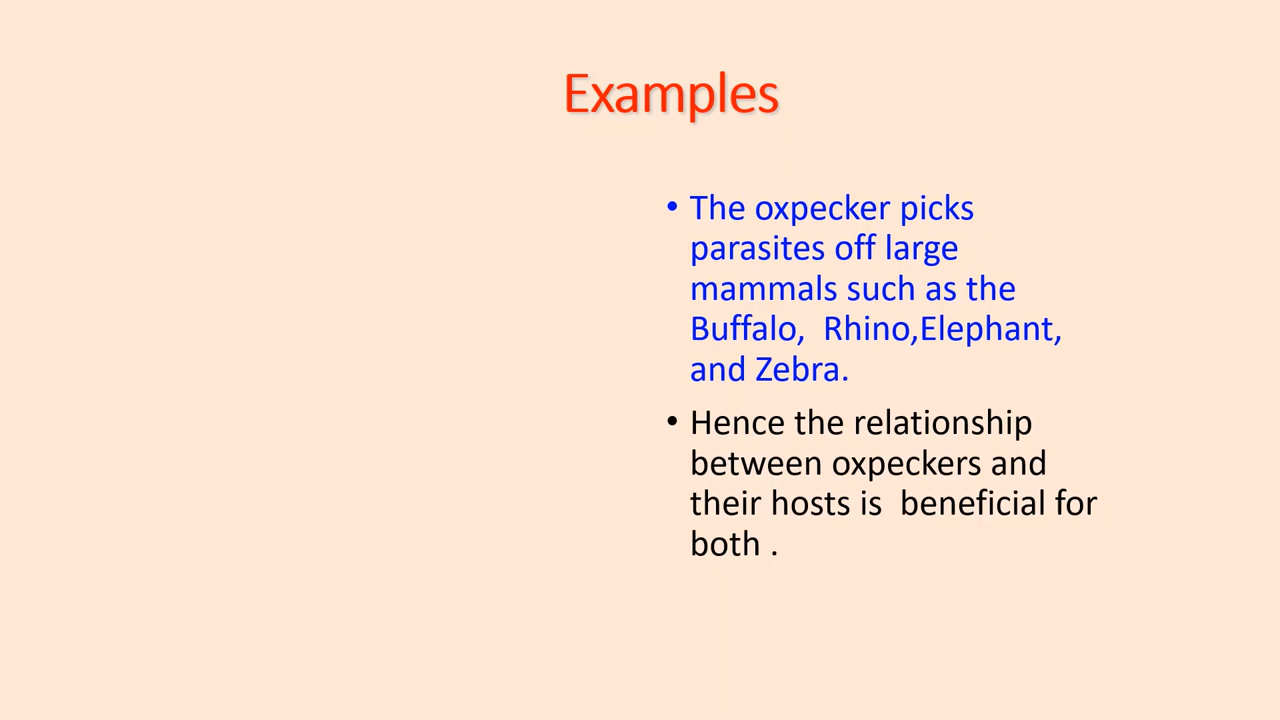 Examples
• The oxpecker picks
parasites off large
mammals such as the
Buffalo,  Rhino,Elephant,
and Zebra.
• Hence the relationship
between oxpeckers and
their hosts is  beneficial for
both .